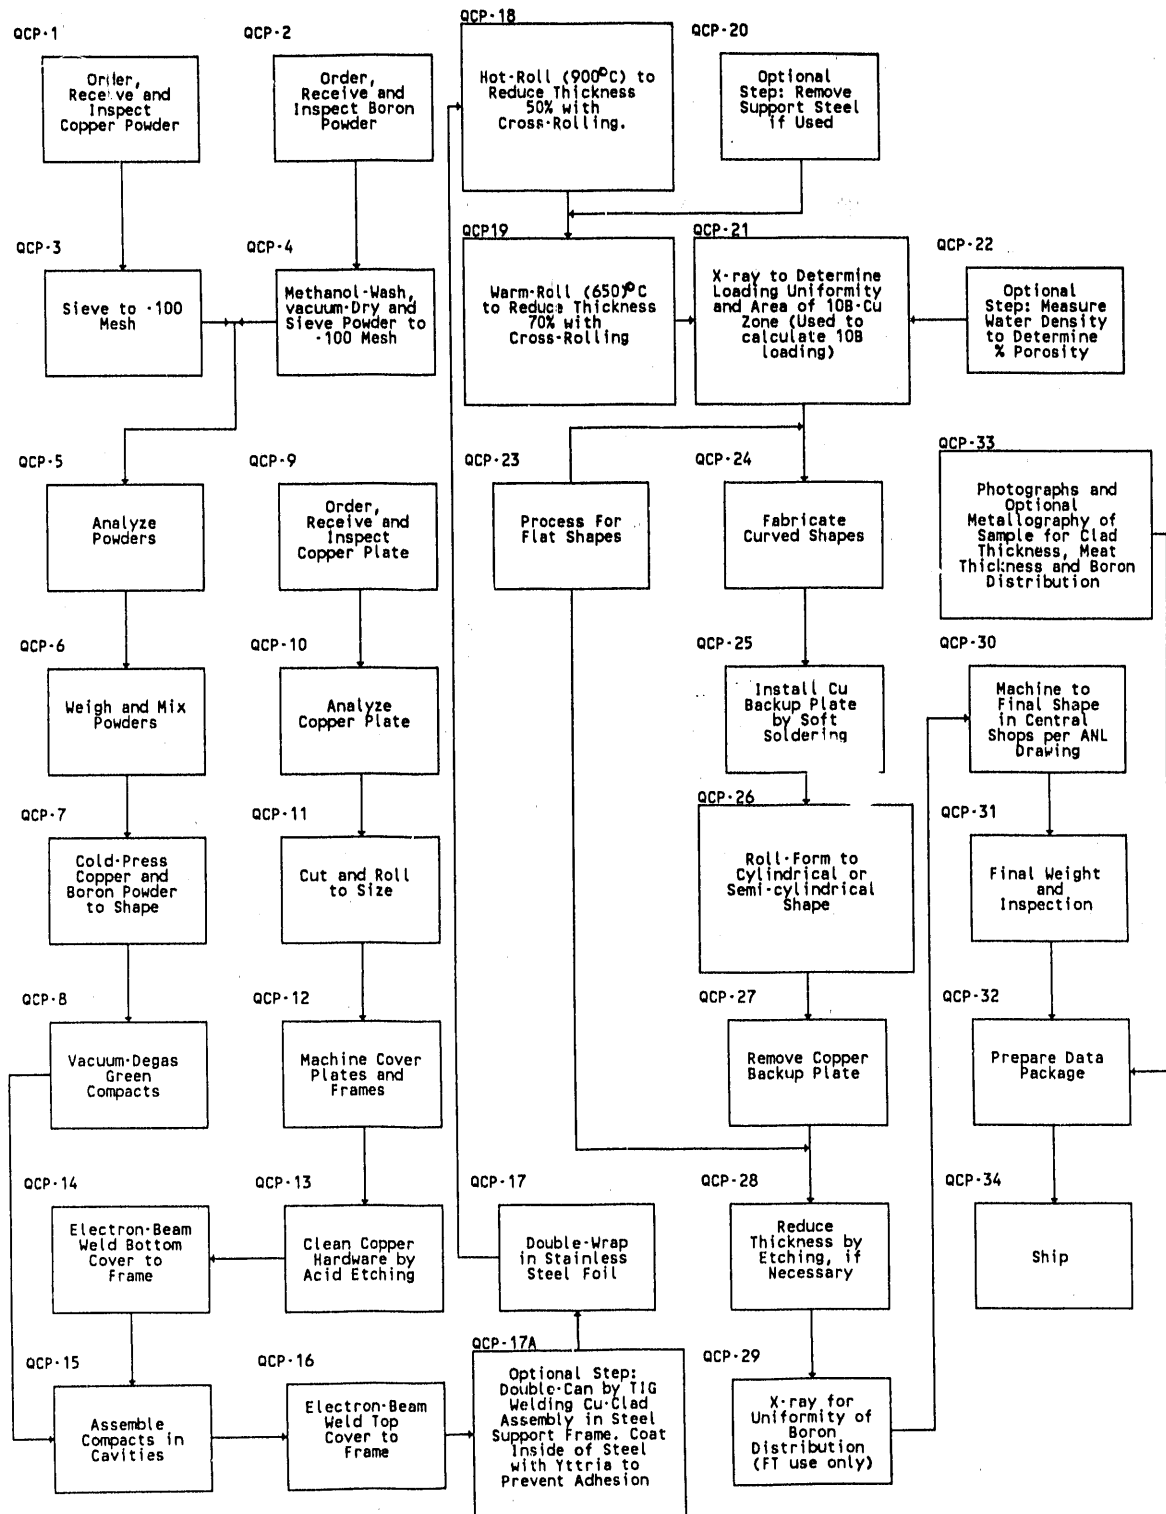 QCP-1
Order,
Receive and
Inspect
Copper Powder
QCP-2
Order,
Receive and
Inspect Boron
Powder
QCP-18
Hot-Roll (900°C) to
Reduce Thickness
50% with
Cross-Rolling.
QCP-20
Optional
Step: Remove
Support Steel
if Used
QCP-3
Sieve to -100
Mesh
QCP-4
Methanol-Wash,
vacuum-Dry and
Sieve Powder to
-100 Mesh
QCP19
Warm-Roll (650)°C
to Reduce Thickness
70% with
Cross-Rolling
QCP-21
X-ray to Determine
Loading Uniformity
and Area of 10B-Cu
Zone (Used to
calculate 10B
loading)
QCP-22
Optional
Step: Measure
Water Density
to Determine
% Porosity
QCP-5
Analyze
Powders
QCP-9
Order,
Receive and
Inspect
Copper Plate
QCP-23
Process For
Flat Shapes
QCP-24
Fabricate
Curved Shapes
QCP-33
Photographs and
Optional
Metallography of
Sample for Clad
Thickness, Meat
Thickness and Boron
Distribution
QCP-6
Weigh and Mix
Powders
QCP-10
Analyze
Copper Plate
QCP-25
Install Cu
Backup Plate
by Soft
Soldering
QCP-30
Machine to
Final Shape
in Central
Shops per ANL
Drawing
QCP-7
Cold-Press
Copper and
Boron Powder
to Shape
QCP-11
Cut and Roll
to Size
QCP-26
Roll-Form to
Cylindrical or
Semi-cylindrical
Shape
QCP-31
Final Weight
and
Inspection
QCP-8
Vacuum-Degas
Green
Compacts
QCP-12
Machine Cover
Plates and
Frames
QCP-27
Remove Copper
Backup Plate
QCP-32
Prepare Data
Package
QCP-14
Electron-Beam
Weld Bottom
Cover to
Frame
QCP-13
Clean Copper
Hardware by
Acid Etching
QCP-17
Double-Wrap
in Stainless
Steel Foil
QCP-28
Reduce
Thickness by
Etching, if
Necessary
QCP-34
Ship
QCP-15
Assemble
Compacts in
Cavities
QCP-16
Electron-Beam
Weld Top
Cover to
Frame
QCP-17A
Optional Step:
Double-Can by TIG
Welding Cu-Clad
Assembly in Steel
Support Frame. Coat
Inside of Steel
with Yttria to
Prevent Adhesion
QCP-29
X-ray for
Uniformity of
Boron
Distribution
(FT use only)